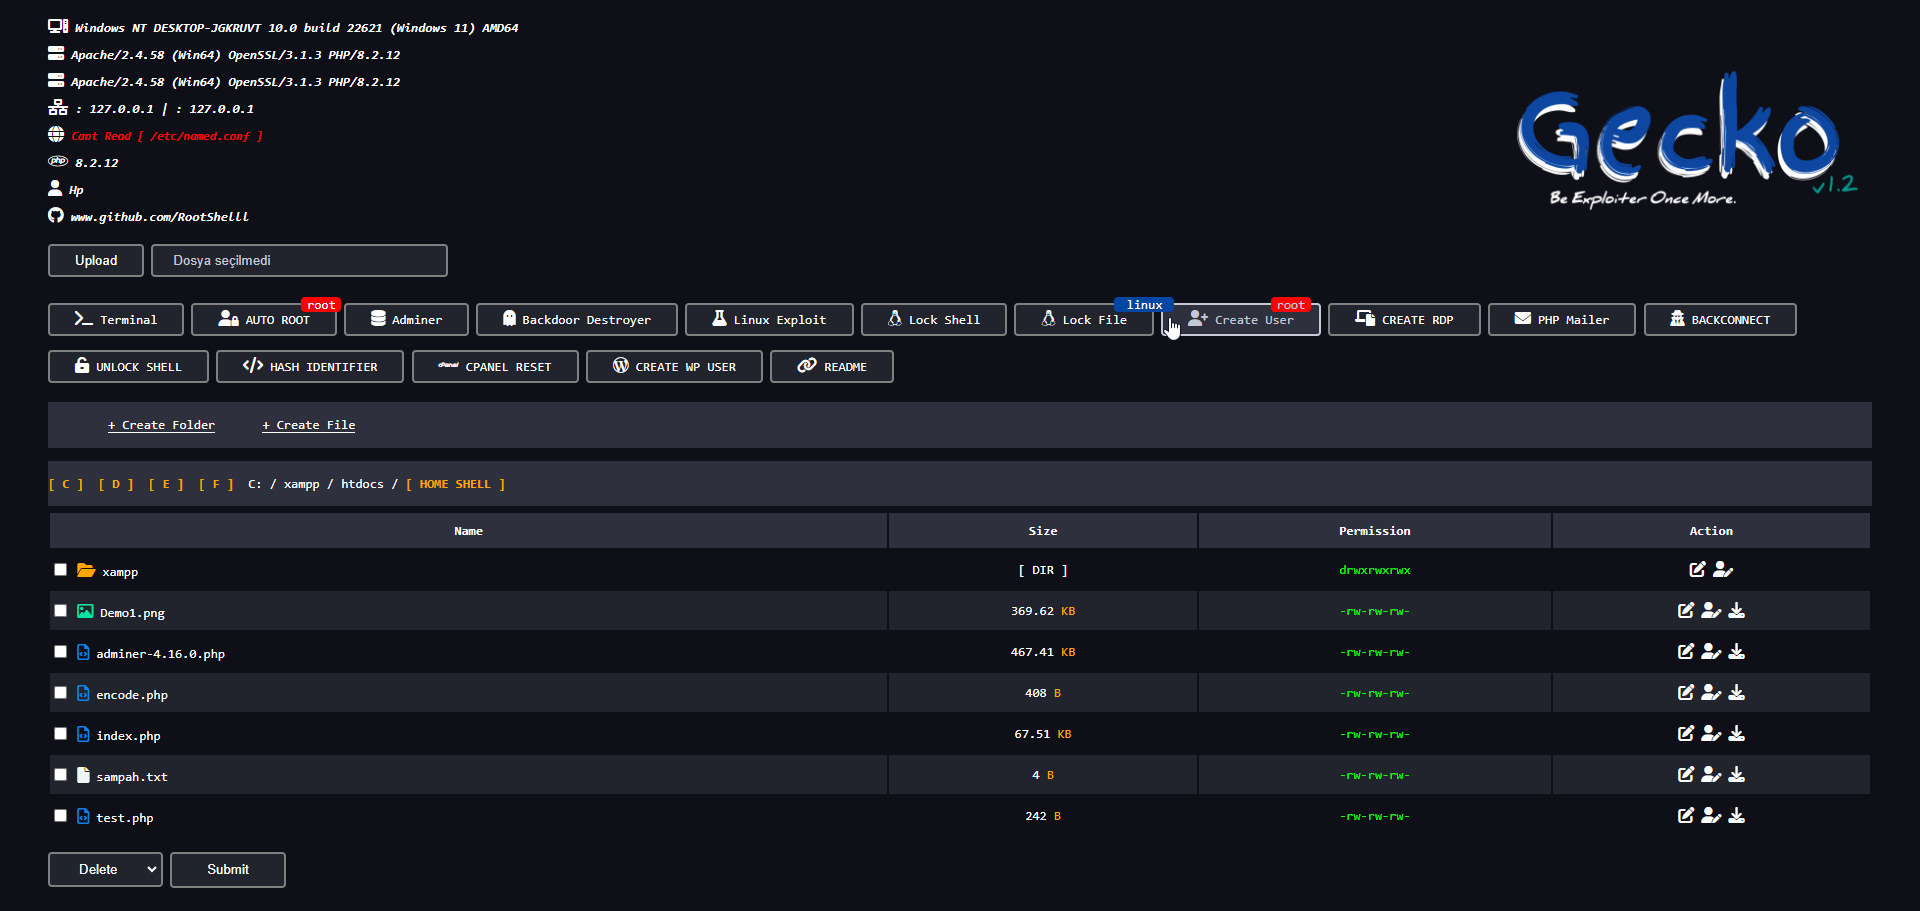 Windows NT DESKTOP-JGKRUVT 10.0 build 22621 (Windows 11) AMD64
Apache/2.4.58 (Win64) OpenSSL/3.1.3 PHP/8.2.12
Apache/2.4.58 (Win64) OpenSSL/3.1.3 PHP/8.2.12
: 127.0.0.1 | : 127.0.0.1
Cant Read [ /etc/named.conf ]
php 8.2.12
Hp
www.github.com/RootShelll
Gecko
v1.2
Be Exploiter Once More.
Upload Dosya seçilmedi
root linux root
Terminal AUTO ROOT Adminer Backdoor Destroyer Linux Exploit Lock Shell Lock File Create User CREATE RDP PHP Mailer BACKCONNECT
UNLOCK SHELL HASH IDENTIFIER cPanel CPANEL RESET CREATE WP USER README
+ Create Folder + Create File
[ C ] [ D ] [ E ] [ F ] C: / xampp / htdocs / [ HOME SHELL ]
Name Size Permission Action
xampp [ DIR ] drwxrwxrwx
Demo1.png 369.62 KB -rw-rw-rw-
adminer-4.16.0.php 467.41 KB -rw-rw-rw-
encode.php 408 B -rw-rw-rw-
index.php 67.51 KB -rw-rw-rw-
sampah.txt 4 B -rw-rw-rw-
test.php 242 B -rw-rw-rw-
Delete Submit